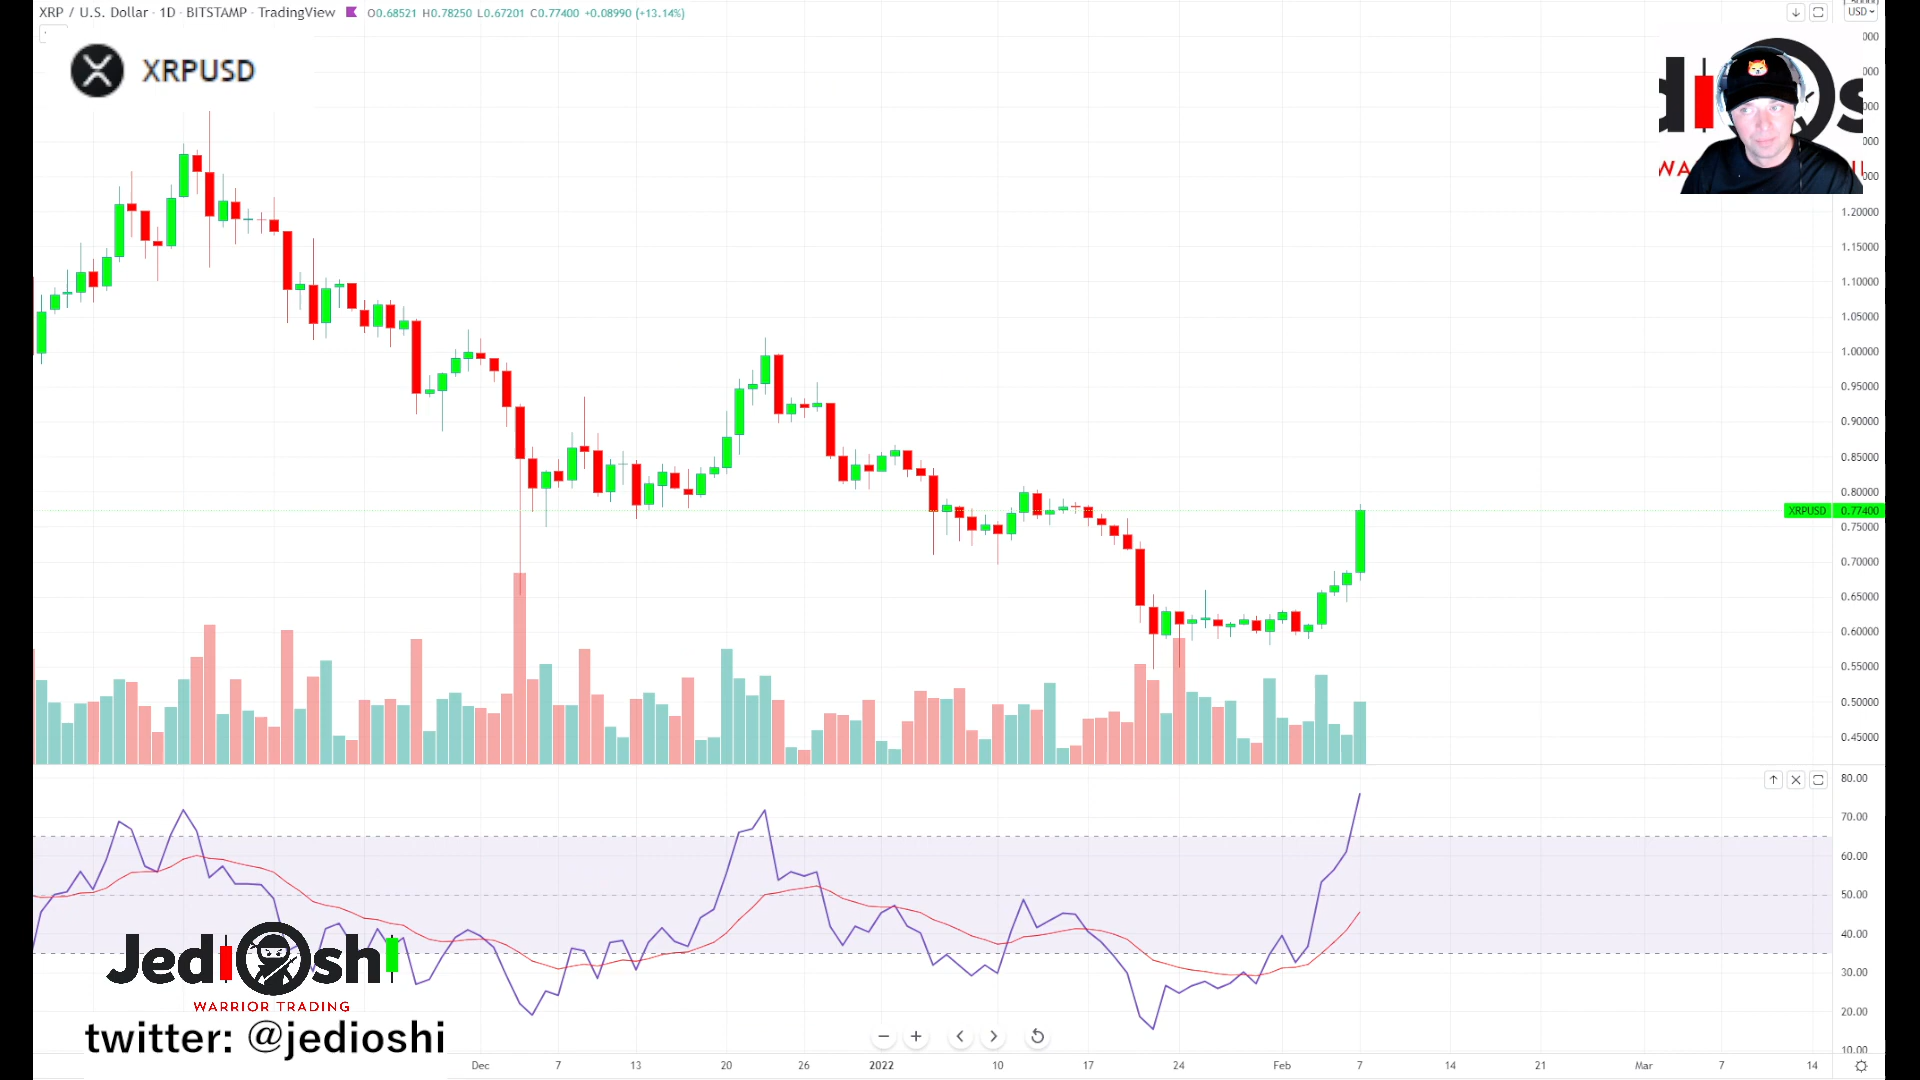 XRP / U.S. Dollar · 1D · BITSTAMP · TradingView O0.68521 H0.78250 L0.67201 C0.77400 +0.08990 (+13.14%)
USD
XRPUSD
WA
1.20000
1.15000
1.10000
1.05000
1.00000
0.95000
0.90000
0.85000
0.80000
XRPUSD 0.77400
0.75000
0.70000
0.65000
0.60000
0.55000
0.50000
0.45000
80.00
70.00
60.00
50.00
40.00
30.00
20.00
10.00
JediOshi
WARRIOR TRADING
twitter: @jedioshi
Dec 7 13 20 26 2022 10 17 24 Feb 7 14 21 Mar 7 14